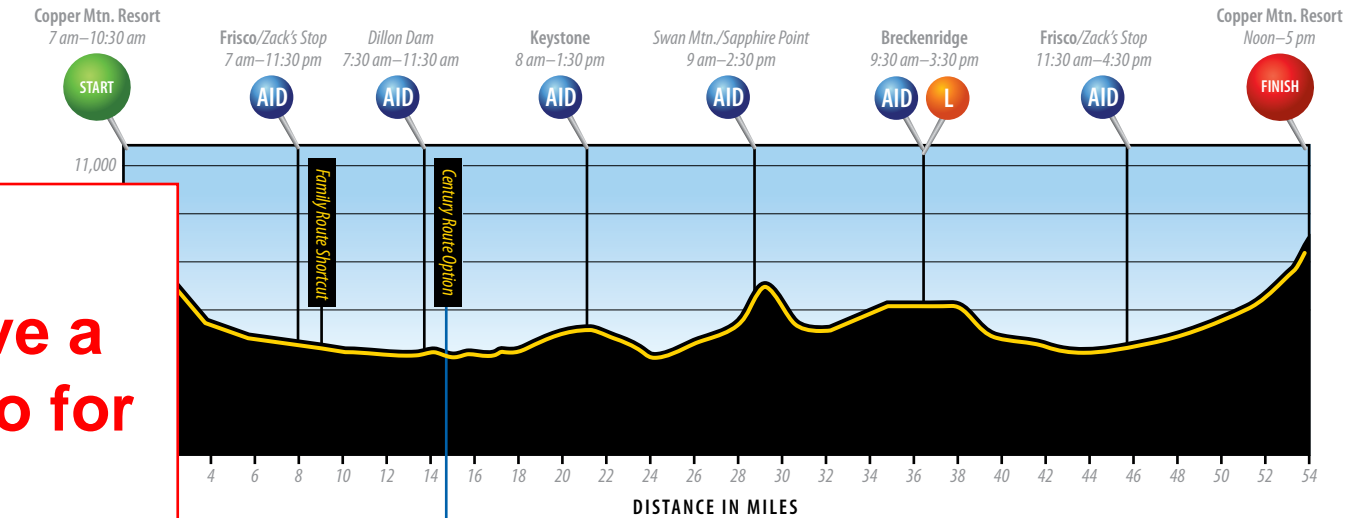 Copper Mtn. Resort
7 am–10:30 am
START
Frisco/Zack's Stop
7 am–11:30 pm
AID
Dillon Dam
7:30 am–11:30 am
AID
Keystone
8 am–1:30 pm
AID
Swan Mtn./Sapphire Point
9 am–2:30 pm
AID
Breckenridge
9:30 am–3:30 pm
AID
L
Frisco/Zack's Stop
11:30 am–4:30 pm
AID
Copper Mtn. Resort
Noon–5 pm
FINISH
11,000
Family Route Shortcut
Century Route Option
ve a
o for
4 6 8 10 12 14 16 18 20 22 24 26 28 30 32 34 36 38 40 42 44 46 48 50 52 54
DISTANCE IN MILES